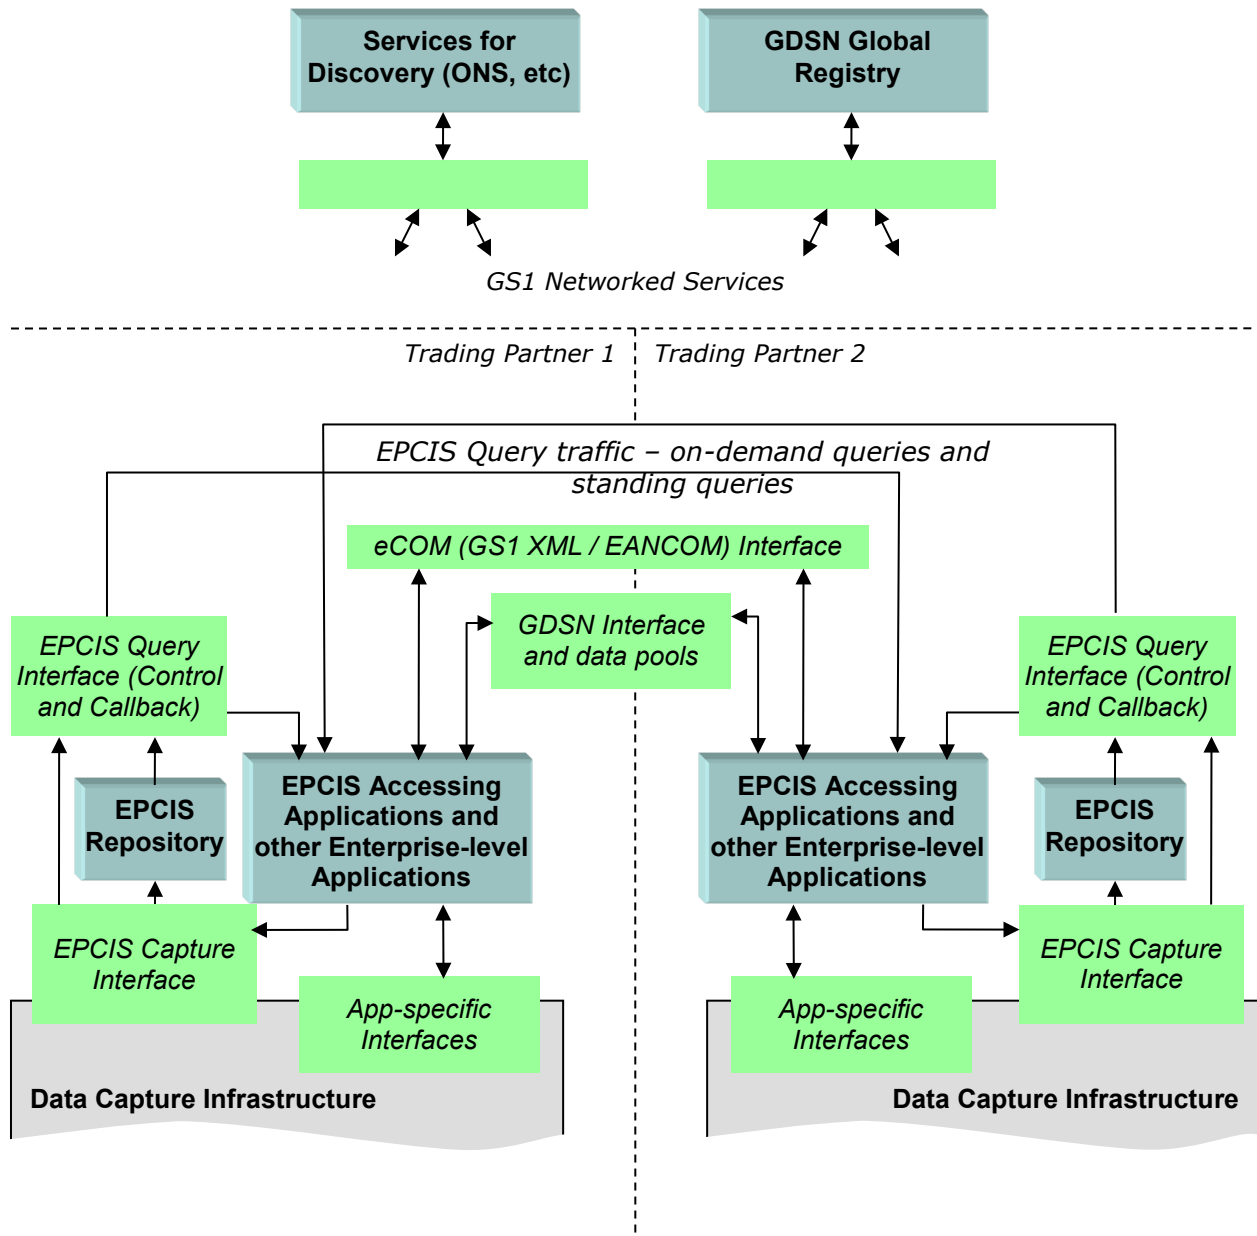 Services for
Discovery (ONS, etc)
GDSN Global
Registry
GS1 Networked Services
Trading Partner 1
Trading Partner 2
EPCIS Query traffic – on-demand queries and
standing queries
eCOM (GS1 XML / EANCOM) Interface
GDSN Interface
and data pools
EPCIS Query
Interface (Control
and Callback)
EPCIS Query
Interface (Control
and Callback)
EPCIS
Repository
EPCIS Accessing
Applications and
other Enterprise-level
Applications
EPCIS Accessing
Applications and
other Enterprise-level
Applications
EPCIS
Repository
EPCIS Capture
Interface
App-specific
Interfaces
App-specific
Interfaces
EPCIS Capture
Interface
Data Capture Infrastructure
Data Capture Infrastructure